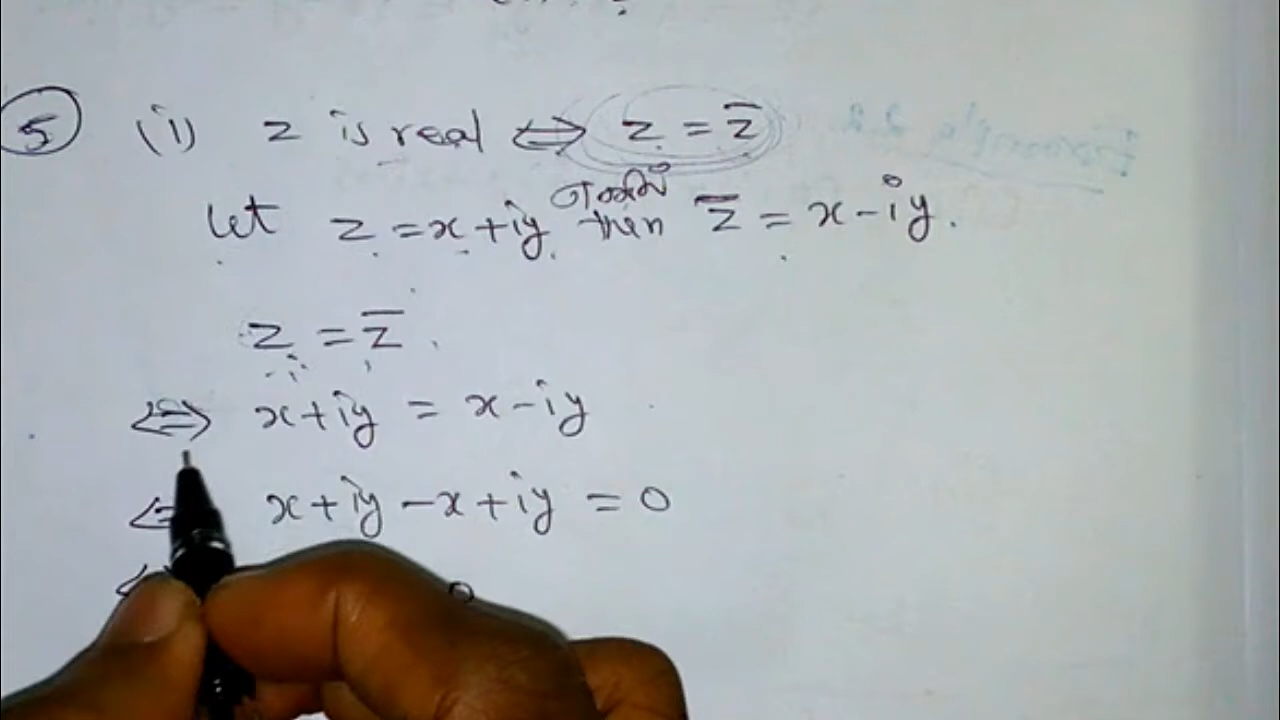 5 (i) z is real ⇔ z = z̅
let z = x + iy then z̅ = x - iy.
z = z̅.
⇔ x + iy = x - iy
⇔ x + iy - x + iy = 0